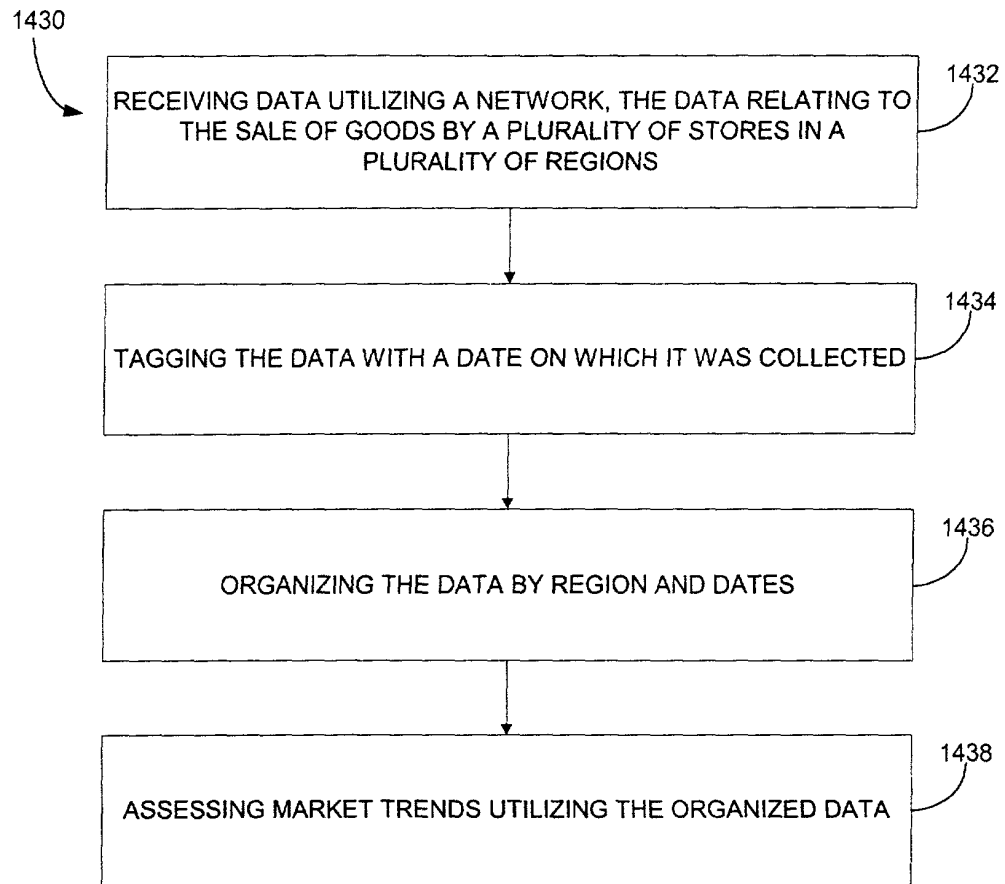 1430
RECEIVING DATA UTILIZING A NETWORK, THE DATA RELATING TO
THE SALE OF GOODS BY A PLURALITY OF STORES IN A
PLURALITY OF REGIONS
1432
TAGGING THE DATA WITH A DATE ON WHICH IT WAS COLLECTED
1434
ORGANIZING THE DATA BY REGION AND DATES
1436
ASSESSING MARKET TRENDS UTILIZING THE ORGANIZED DATA
1438